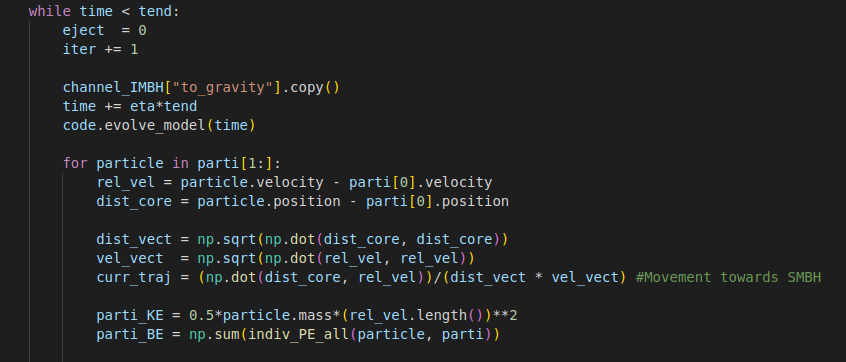 while time < tend:
eject  = 0
iter += 1
channel_IMBH["to_gravity"].copy()
time += eta*tend
code.evolve_model(time)
for particle in parti[1:]:
rel_vel = particle.velocity - parti[0].velocity
dist_core = particle.position - parti[0].position
dist_vect = np.sqrt(np.dot(dist_core, dist_core))
vel_vect  = np.sqrt(np.dot(rel_vel, rel_vel))
curr_traj = (np.dot(dist_core, rel_vel))/(dist_vect * vel_vect) #Movement towards SMBH
parti_KE = 0.5*particle.mass*(rel_vel.length())**2
parti_BE = np.sum(indiv_PE_all(particle, parti))